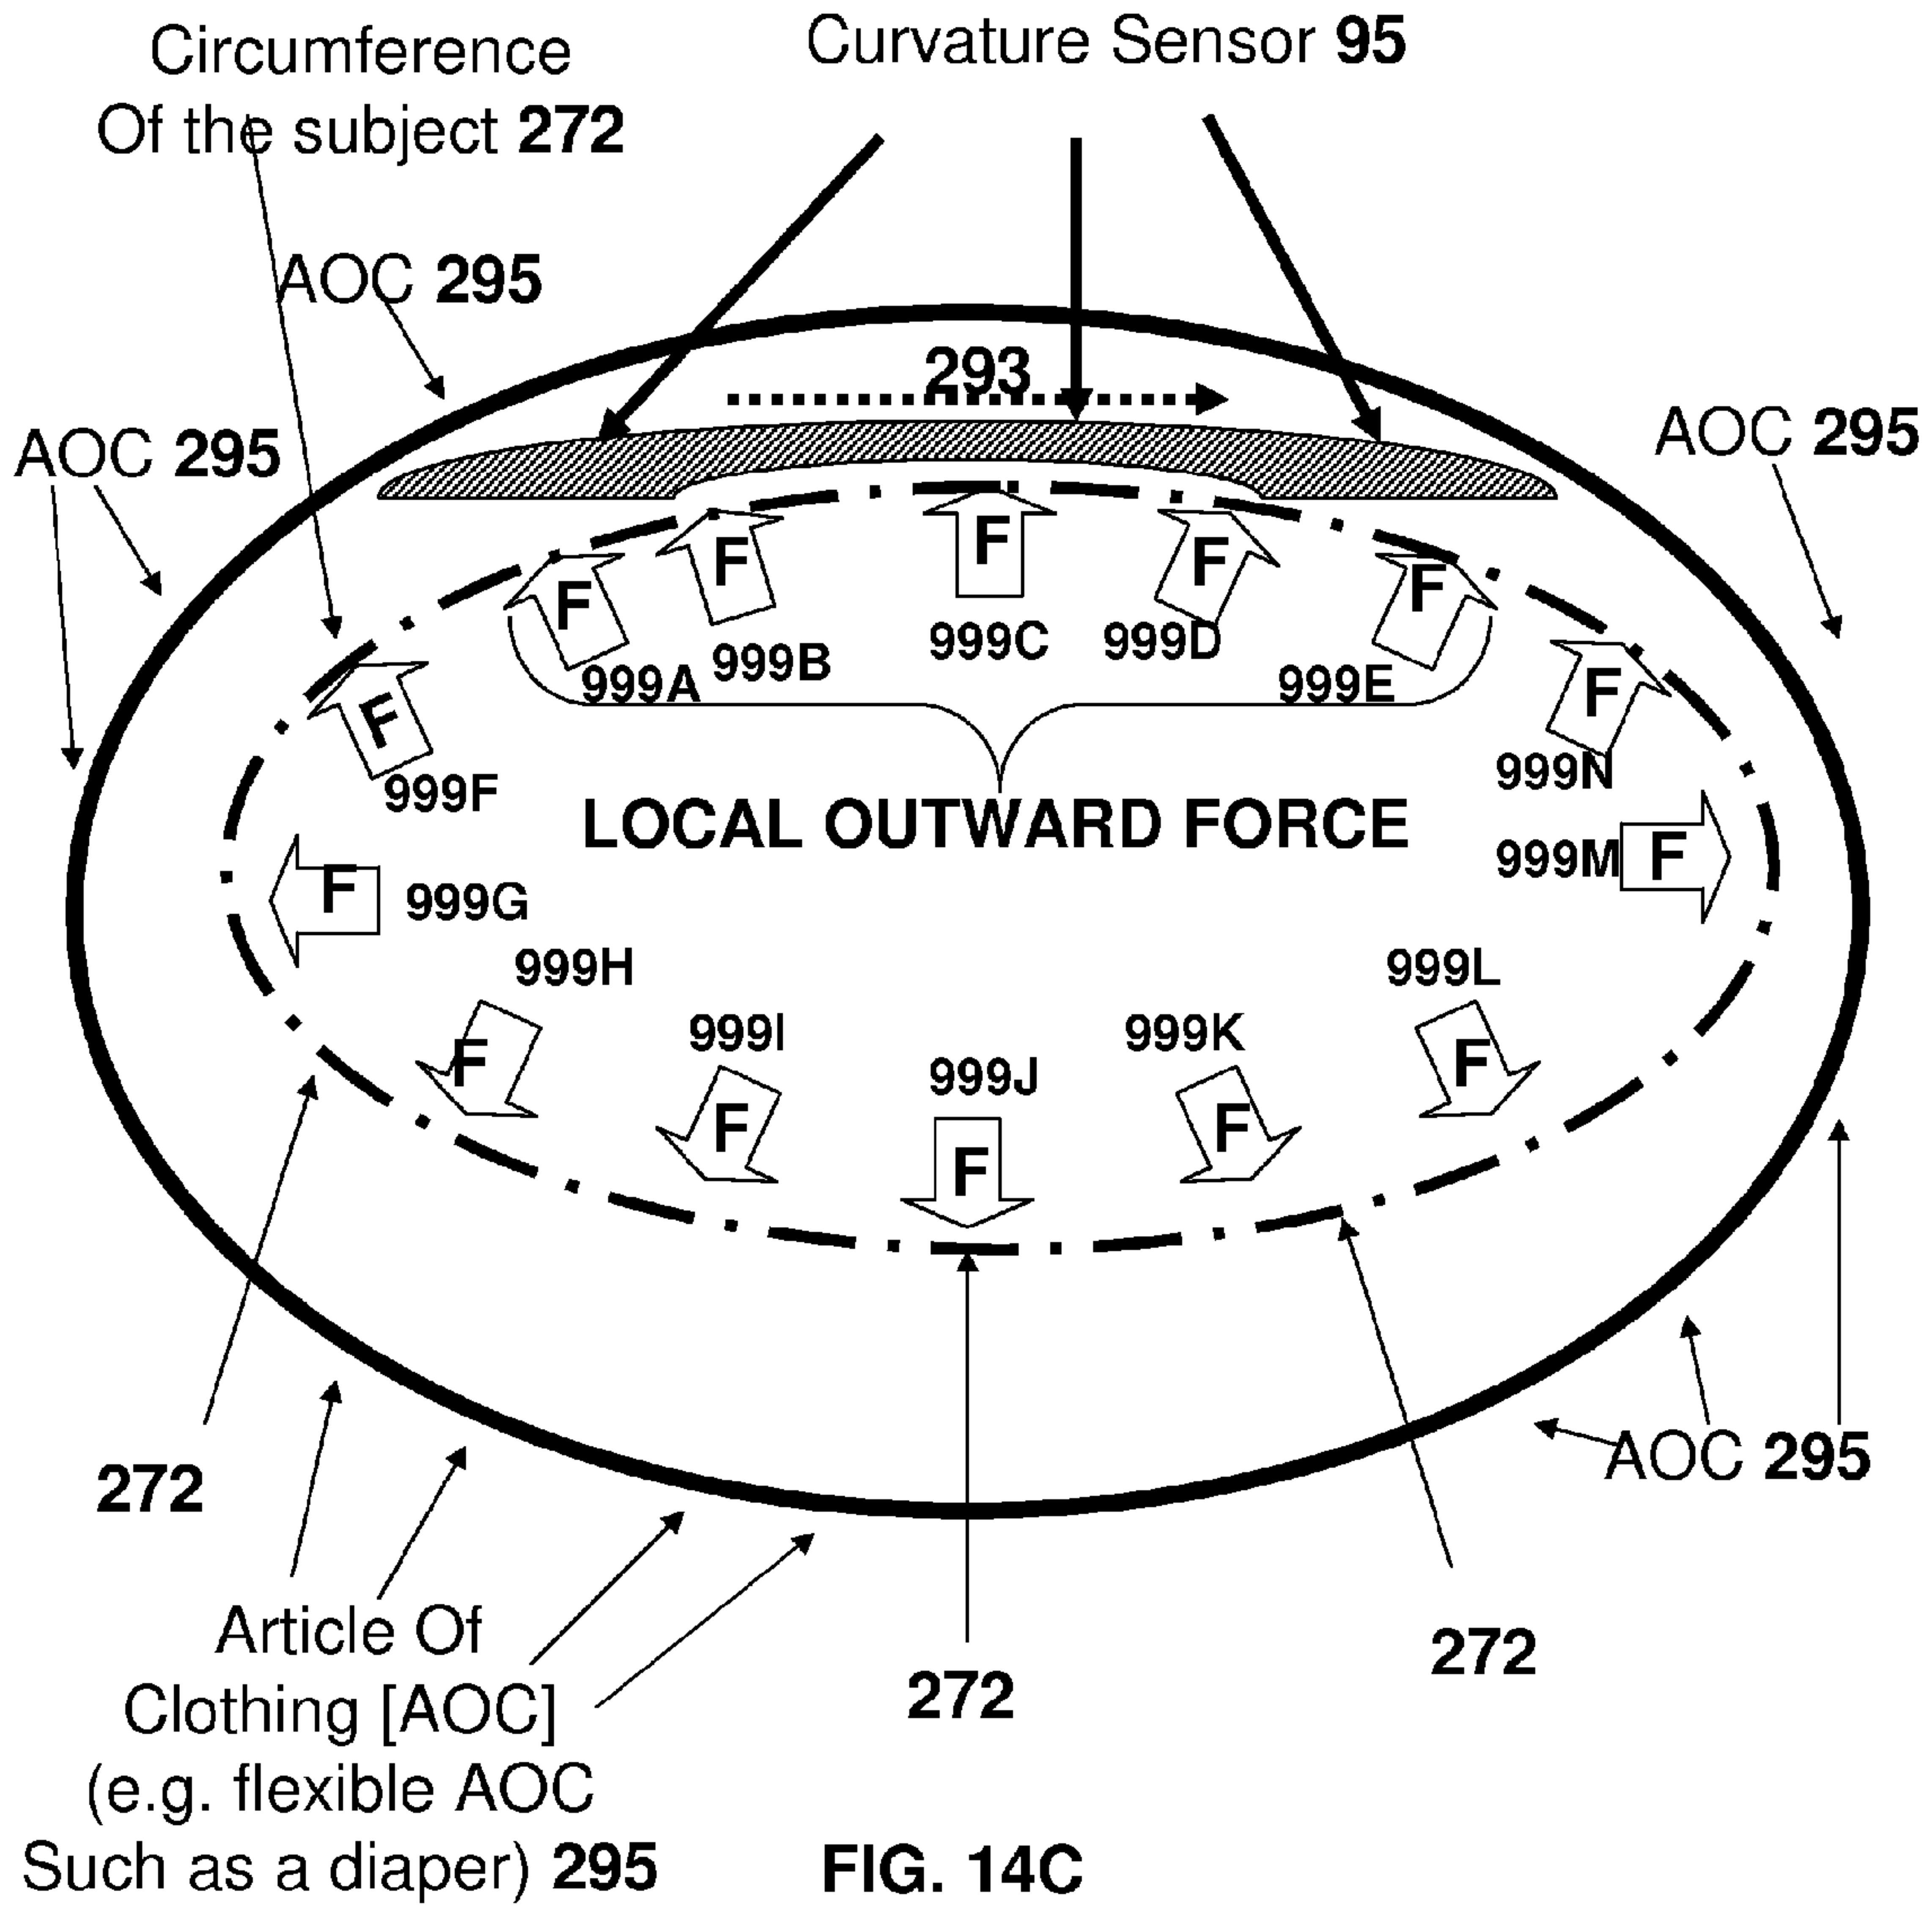 Circumference
Of the subject 272
Curvature Sensor 95
AOC 295
293
AOC 295
AOC 295
F
F
F
F
F
999A
999B
999C
999D
999E
F
999F
F
999N
LOCAL OUTWARD FORCE
F
999G
999M
F
999H
999L
F
F
999I
999J
999K
F
F
F
272
AOC 295
Article Of
Clothing [AOC]
(e.g. flexible AOC
Such as a diaper) 295
272
272
FIG. 14C